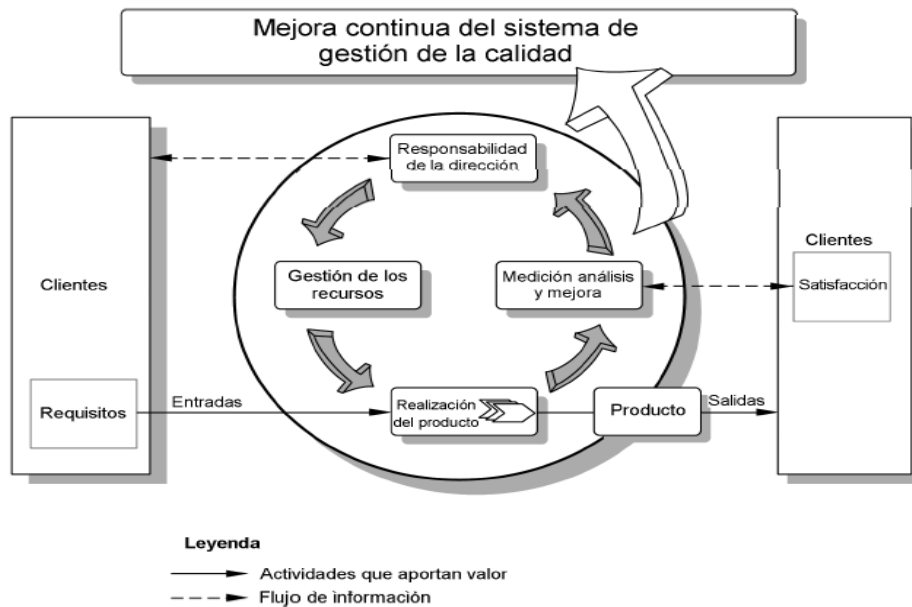 Mejora continua del sistema de
gestión de la calidad
Responsabilidad
de la dirección
Clientes
Gestión de los
recursos
Medición análisis
y mejora
Clientes
Satisfacción
Requisitos
Entradas
Realización
del producto
Producto
Salidas
Leyenda
Actividades que aportan valor
Flujo de información